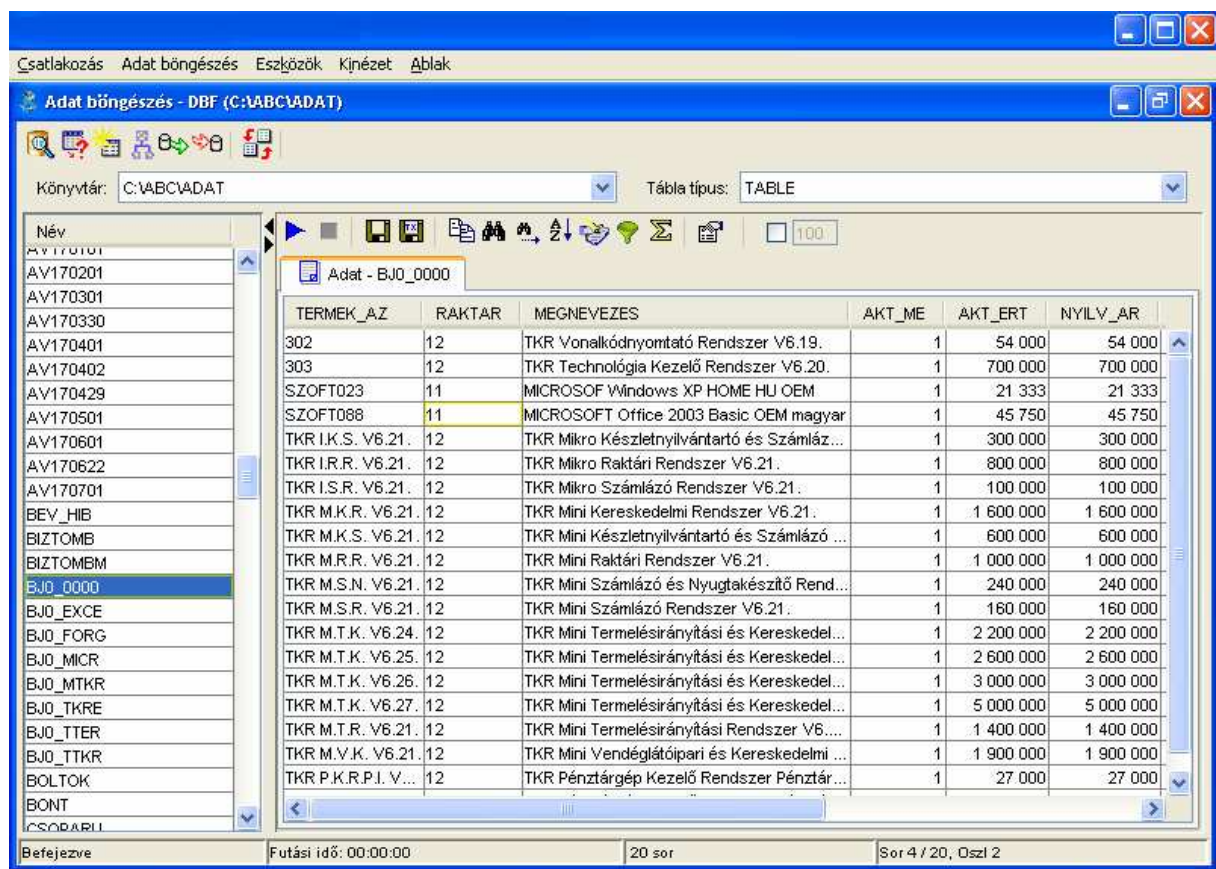 Csatlakozás Adat böngészés Eszközök Kinézet Ablak
Adat böngészés - DBF (C:\ABC\ADAT)
Könyvtár: C:\ABC\ADAT Tábla típus: TABLE
Név
100
AV170101
AV170201
AV170301
AV170330
AV170401
AV170402
AV170429
AV170501
AV170601
AV170622
AV170701
BEV_HIB
BIZTOMB
BIZTOMBM
BJ0_0000
BJ0_EXCE
BJ0_FORG
BJ0_MICR
BJ0_MTKR
BJ0_TKRE
BJ0_TTER
BJ0_TTKR
BOLTOK
BONT
CSOPARU
Adat - BJ0_0000
TERMEK_AZ RAKTAR MEGNEVEZES AKT_ME AKT_ERT NYILV_AR
302 12 TKR Vonalkódnyomtató Rendszer V6.19. 1 54 000 54 000
303 12 TKR Technológia Kezelő Rendszer V6.20. 1 700 000 700 000
SZOFT023 11 MICROSOF Windows XP HOME HU OEM 1 21 333 21 333
SZOFT088 11 MICROSOFT Office 2003 Basic OEM magyar 1 45 750 45 750
TKR I.K.S. V6.21. 12 TKR Mikro Készletnyilvántartó és Számláz... 1 300 000 300 000
TKR I.R.R. V6.21. 12 TKR Mikro Raktári Rendszer V6.21. 1 800 000 800 000
TKR I.S.R. V6.21. 12 TKR Mikro Számlázó Rendszer V6.21. 1 100 000 100 000
TKR M.K.R. V6.21. 12 TKR Mini Kereskedelmi Rendszer V6.21. 1 1 600 000 1 600 000
TKR M.K.S. V6.21. 12 TKR Mini Készletnyilvántartó és Számlázó ... 1 600 000 600 000
TKR M.R.R. V6.21. 12 TKR Mini Raktári Rendszer V6.21. 1 1 000 000 1 000 000
TKR M.S.N. V6.21. 12 TKR Mini Számlázó és Nyugtakészítő Rend... 1 240 000 240 000
TKR M.S.R. V6.21. 12 TKR Mini Számlázó Rendszer V6.21. 1 160 000 160 000
TKR M.T.K. V6.24. 12 TKR Mini Termelésirányítási és Kereskedel... 1 2 200 000 2 200 000
TKR M.T.K. V6.25. 12 TKR Mini Termelésirányítási és Kereskedel... 1 2 600 000 2 600 000
TKR M.T.K. V6.26. 12 TKR Mini Termelésirányítási és Kereskedel... 1 3 000 000 3 000 000
TKR M.T.K. V6.27. 12 TKR Mini Termelésirányítási és Kereskedel... 1 5 000 000 5 000 000
TKR M.T.R. V6.21. 12 TKR Mini Termelésirányítási Rendszer V6.... 1 1 400 000 1 400 000
TKR M.V.K. V6.21. 12 TKR Mini Vendéglátóipari és Kereskedelmi ... 1 1 900 000 1 900 000
TKR P.K.R.P.I. V... 12 TKR Pénztárgép Kezelő Rendszer Pénztár... 1 27 000 27 000
Befejezve Futási idő: 00:00:00 20 sor Sor 4 / 20, Oszl 2